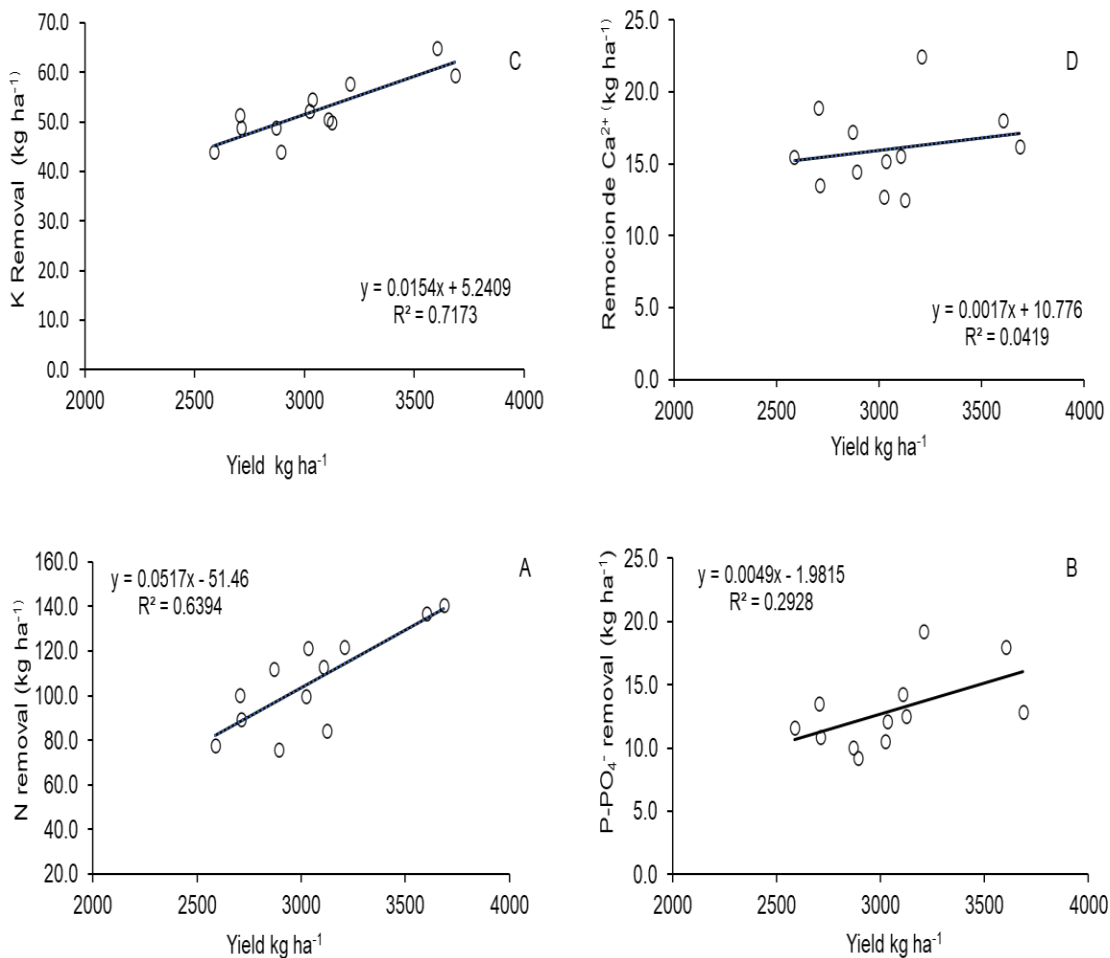 C
K Removal (kg ha⁻¹)
70.0
60.0
50.0
40.0
30.0
20.0
10.0
0.0
y = 0.0154x + 5.2409
R² = 0.7173
2000 2500 3000 3500 4000
Yield kg ha⁻¹
D
Remocion de Ca²⁺ ⁽kg ha⁻¹)
25.0
20.0
15.0
10.0
5.0
0.0
y = 0.0017x + 10.776
R² = 0.0419
2000 2500 3000 3500 4000
Yield kg ha⁻¹
A
N removal (kg ha⁻¹)
160.0
140.0
120.0
100.0
80.0
60.0
40.0
20.0
y = 0.0517x - 51.46
R² = 0.6394
2000 2500 3000 3500 4000
Yield kg ha⁻¹
B
P-PO₄⁻ removal (kg ha⁻¹)
25.0
20.0
15.0
10.0
5.0
0.0
y = 0.0049x - 1.9815
R² = 0.2928
2000 2500 3000 3500 4000
Yield kg ha⁻¹